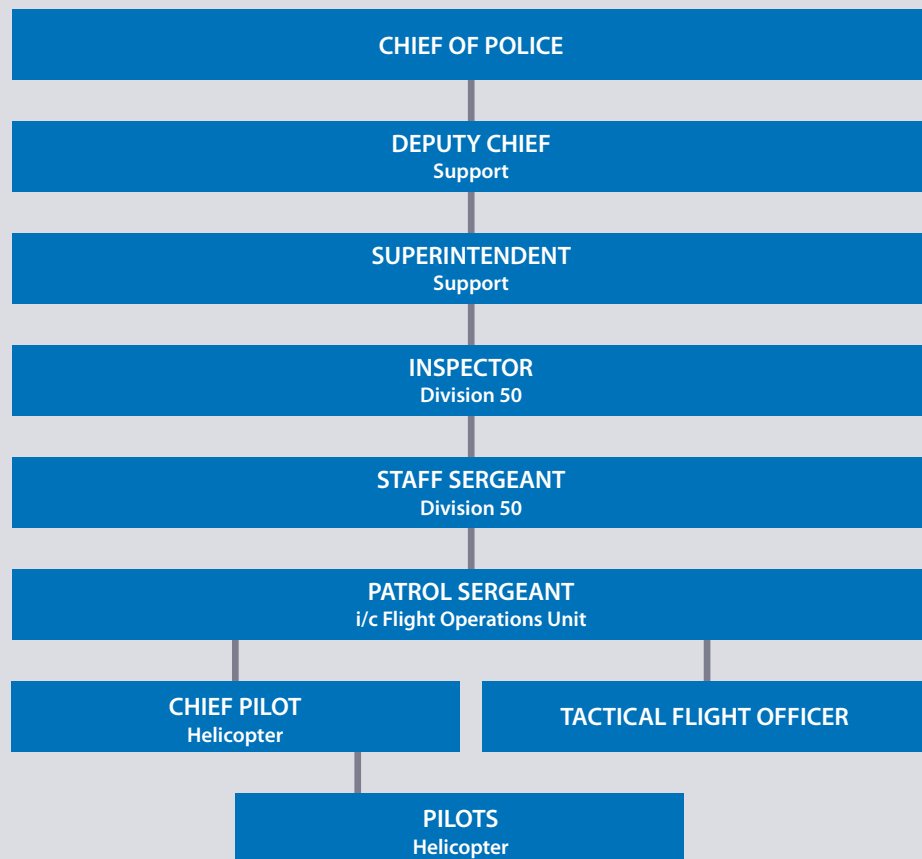 CHIEF OF POLICE
DEPUTY CHIEF
Support
SUPERINTENDENT
Support
INSPECTOR
Division 50
STAFF SERGEANT
Division 50
PATROL SERGEANT
i/c Flight Operations Unit
CHIEF PILOT
Helicopter
TACTICAL FLIGHT OFFICER
PILOTS
Helicopter